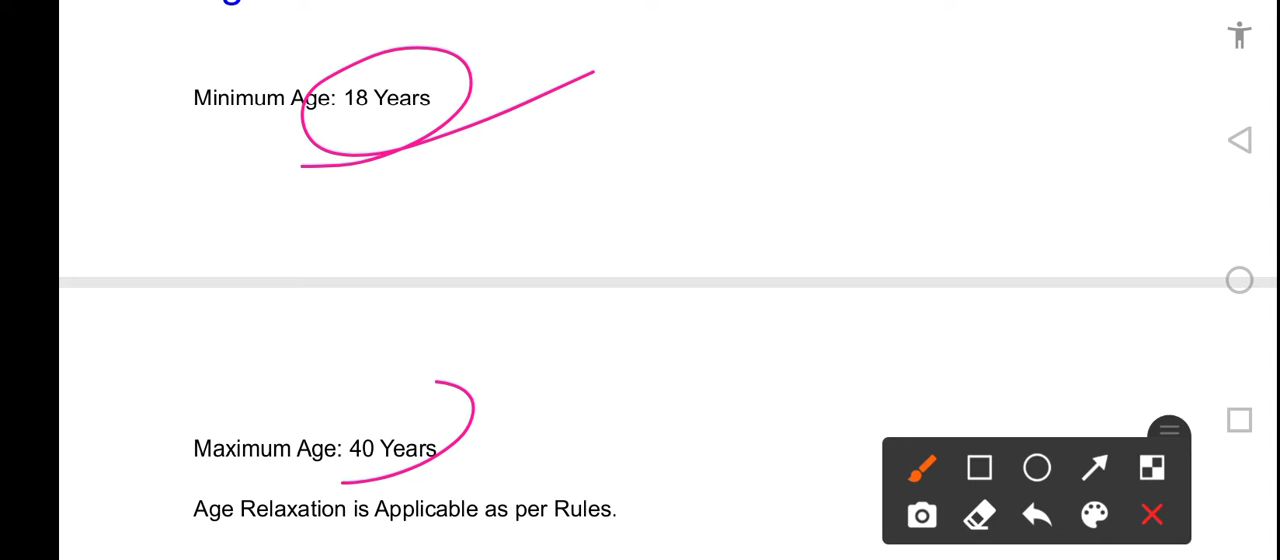 Minimum Age: 18 Years
Maximum Age: 40 Years
Age Relaxation is Applicable as per Rules.